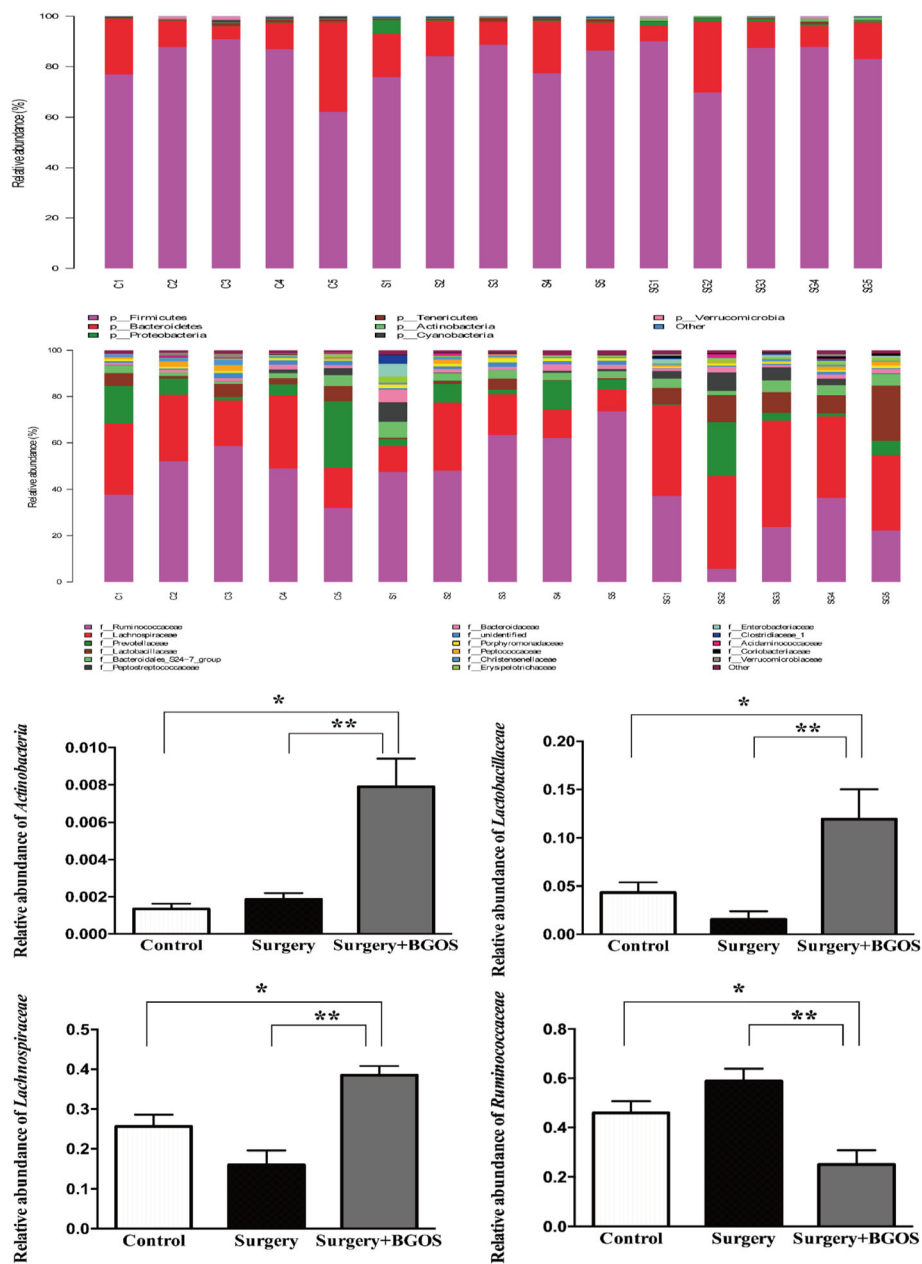 Relative abundance (%)
100
80
60
40
20
0
C1 C2 C3 C4 C5 S1 S2 S3 S4 S5 SG1 SG2 SG3 SG4 SG5
p__Firmicutes p__Tenericutes p__Verrucomicrobia
p__Bacteroidetes p__Actinobacteria Other
p__Proteobacteria p__Cyanobacteria
Relative abundance (%)
100
80
60
40
20
0
C1 C2 C3 C4 C5 S1 S2 S3 S4 S5 SG1 SG2 SG3 SG4 SG5
f__Ruminococcaceae f__Bacteroidaceae f__Enterobacteriaceae
f__Lachnospiraceae f__unidentified f__Clostridiaceae_1
f__Prevotellaceae f__Porphyromonadaceae f__Acidaminococcaceae
f__Lactobacillaceae f__Peptococcaceae f__Coriobacteriaceae
f__Bacteroidales_S24-7_group f__Christensenellaceae f__Verrucomicrobiaceae
f__Peptostreptococcaceae f__Erysipelotrichaceae Other
Relative abundance of Actinobacteria
*
**
0.010
0.008
0.006
0.004
0.002
0.000
Control Surgery Surgery+BGOS
Relative abundance of Lactobacillaceae
*
**
0.20
0.15
0.10
0.05
0.00
Control Surgery Surgery+BGOS
Relative abundance of Lachnospiraceae
*
**
0.5
0.4
0.3
0.2
0.1
0.0
Control Surgery Surgery+BGOS
Relative abundance of Ruminococcaceae
*
**
0.8
0.6
0.4
0.2
0.0
Control Surgery Surgery+BGOS